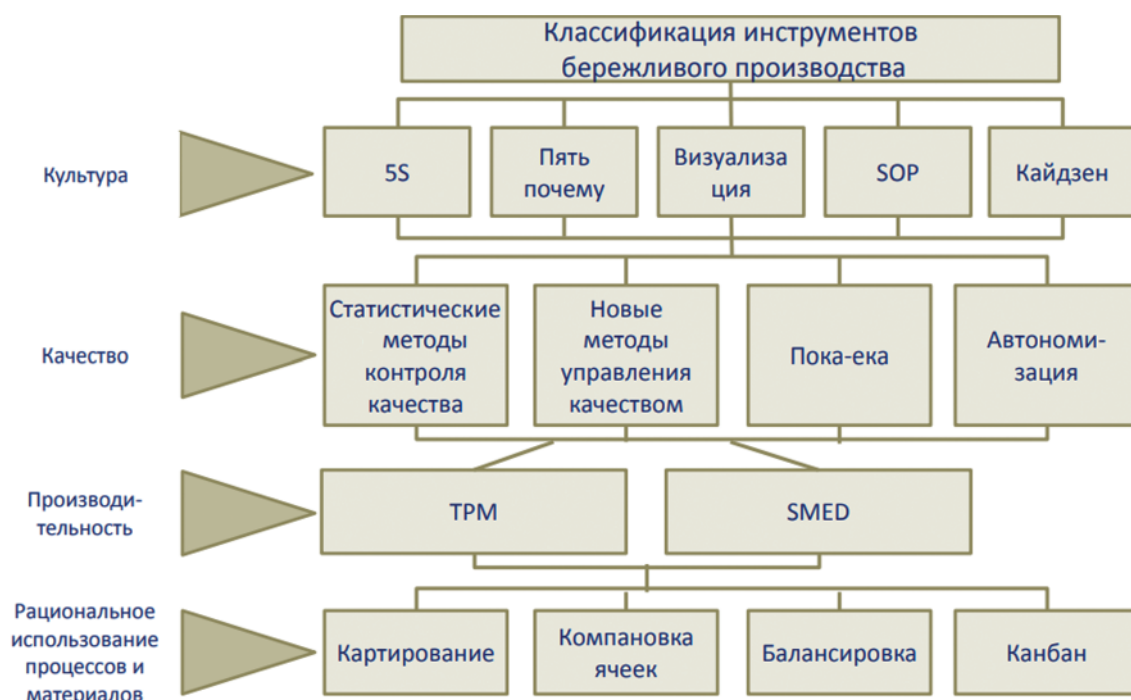 Классификация инструментов
бережливого производства
Культура
5S
Пять
почему
Визуализа
ция
SOP
Кайдзен
Качество
Статистические
методы
контроля
качества
Новые
методы
управления
качеством
Пока-ека
Автономи-
зация
Производи-
тельность
TPM
SMED
Рациональное
использование
процессов и
материалов
Картирование
Компановка
ячеек
Балансировка
Канбан